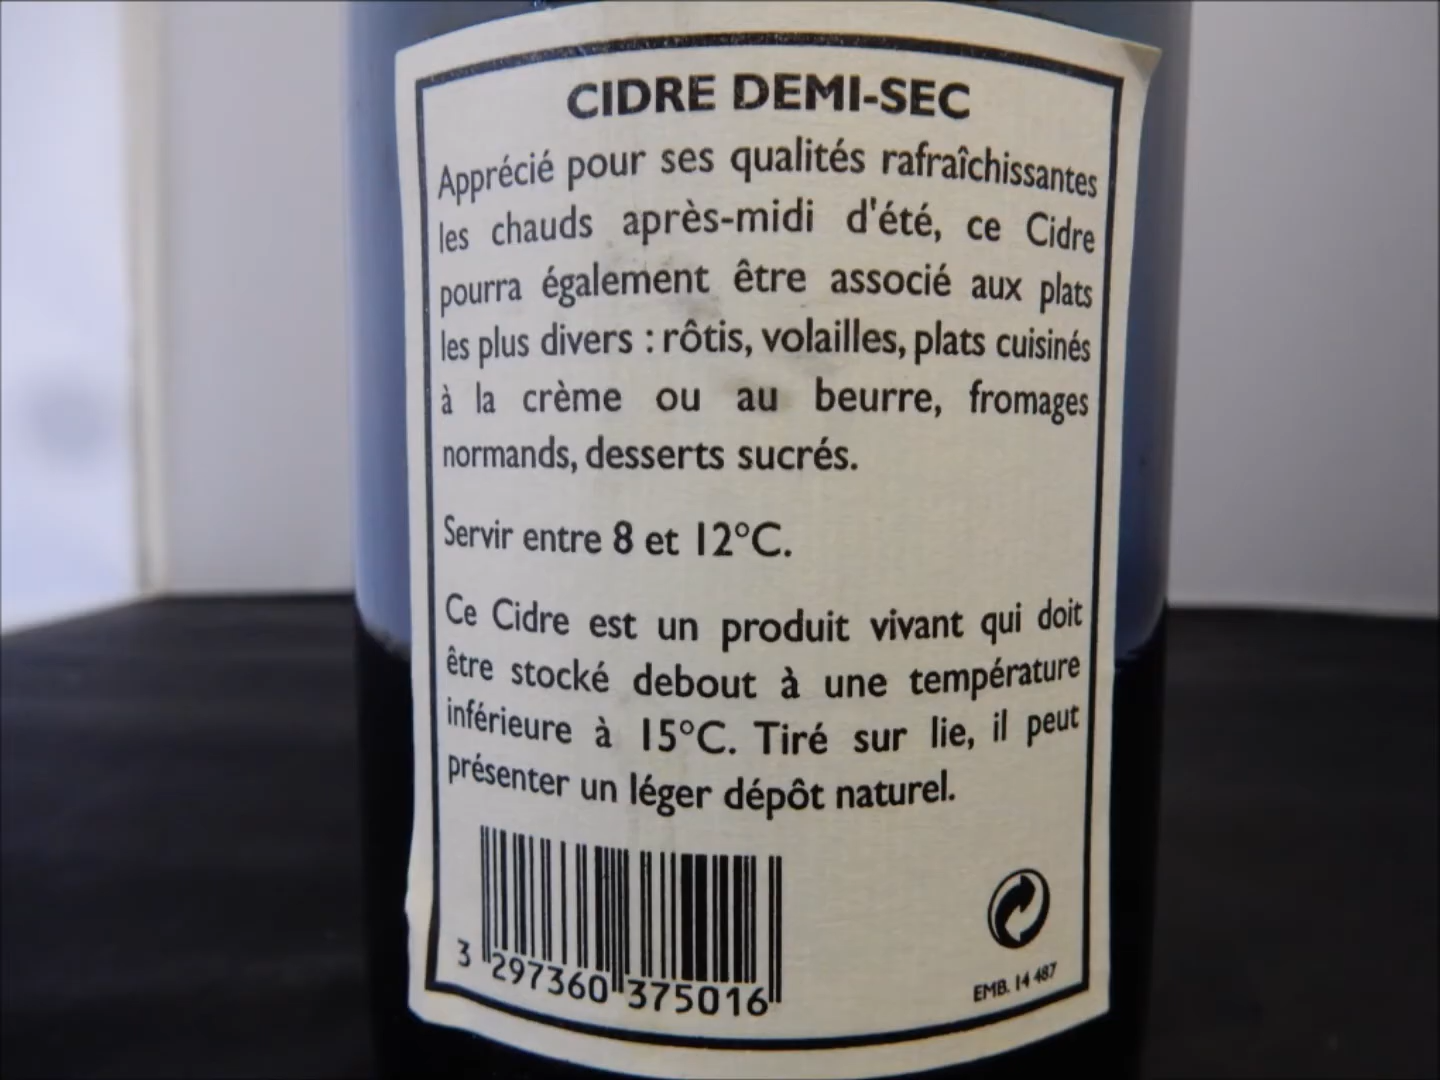 CIDRE DEMI-SEC
Apprécié pour ses qualités rafraîchissantes
les chauds après-midi d'été, ce Cidre
pourra également être associé aux plats
les plus divers : rôtis, volailles, plats cuisinés
à la crème ou au beurre, fromages
normands, desserts sucrés.
Servir entre 8 et 12°C.
Ce Cidre est un produit vivant qui doit
être stocké debout à une température
inférieure à 15°C. Tiré sur lie, il peut
présenter un léger dépôt naturel.
3 297360 375016
EMB. 14 487